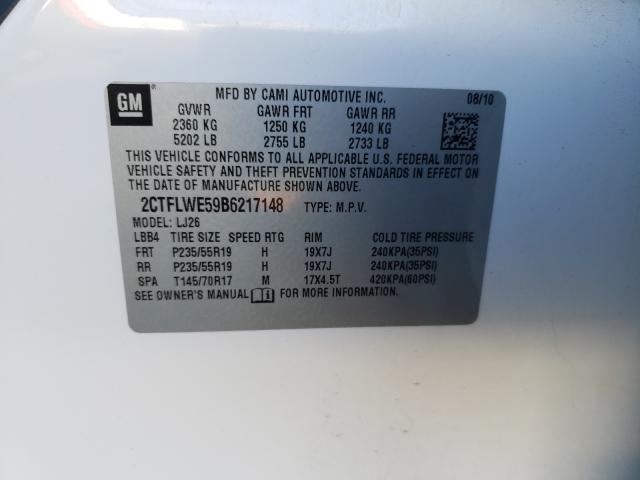 MFD BY CAMI AUTOMOTIVE INC. 08/10
GM
GVWR GAWR FRT GAWR RR
2360 KG 1250 KG 1240 KG
5202 LB 2755 LB 2733 LB
THIS VEHICLE CONFORMS TO ALL APPLICABLE U.S. FEDERAL MOTOR
VEHICLE SAFETY AND THEFT PREVENTION STANDARDS IN EFFECT ON THE
DATE OF MANUFACTURE SHOWN ABOVE.
2CTFLWE59B6217148 TYPE: M.P.V.
MODEL: LJ26
LBB4 TIRE SIZE SPEED RTG RIM COLD TIRE PRESSURE
FRT P235/55R19 H 19X7J 240KPA(35PSI)
RR P235/55R19 H 19X7J 240KPA(35PSI)
SPA T145/70R17 M 17X4.5T 420KPA(60PSI)
SEE OWNER'S MANUAL FOR MORE INFORMATION.